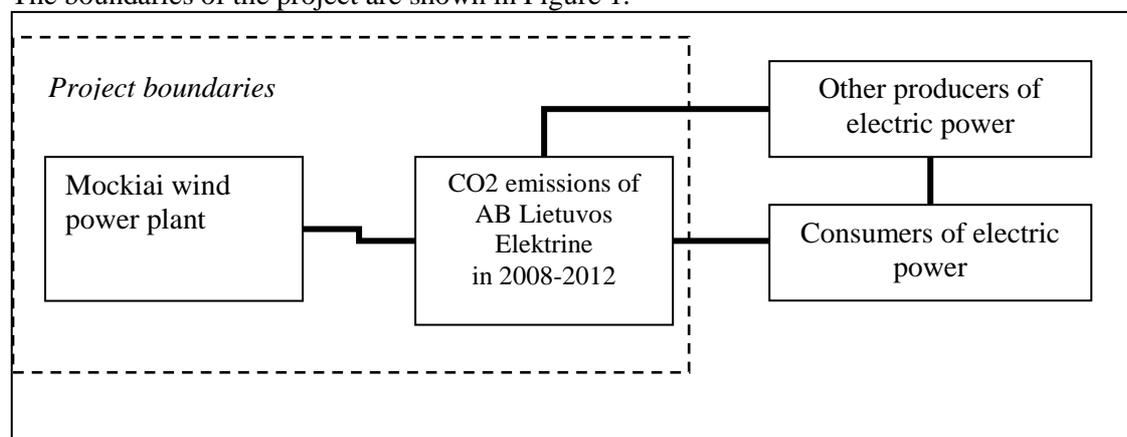 The boundaries of the project are shown in Figure 1.
Project boundaries
Other producers of
electric power
Mockiai wind
power plant
CO2 emissions of
AB Lietuvos
Elektrine
in 2008-2012
Consumers of electric
power